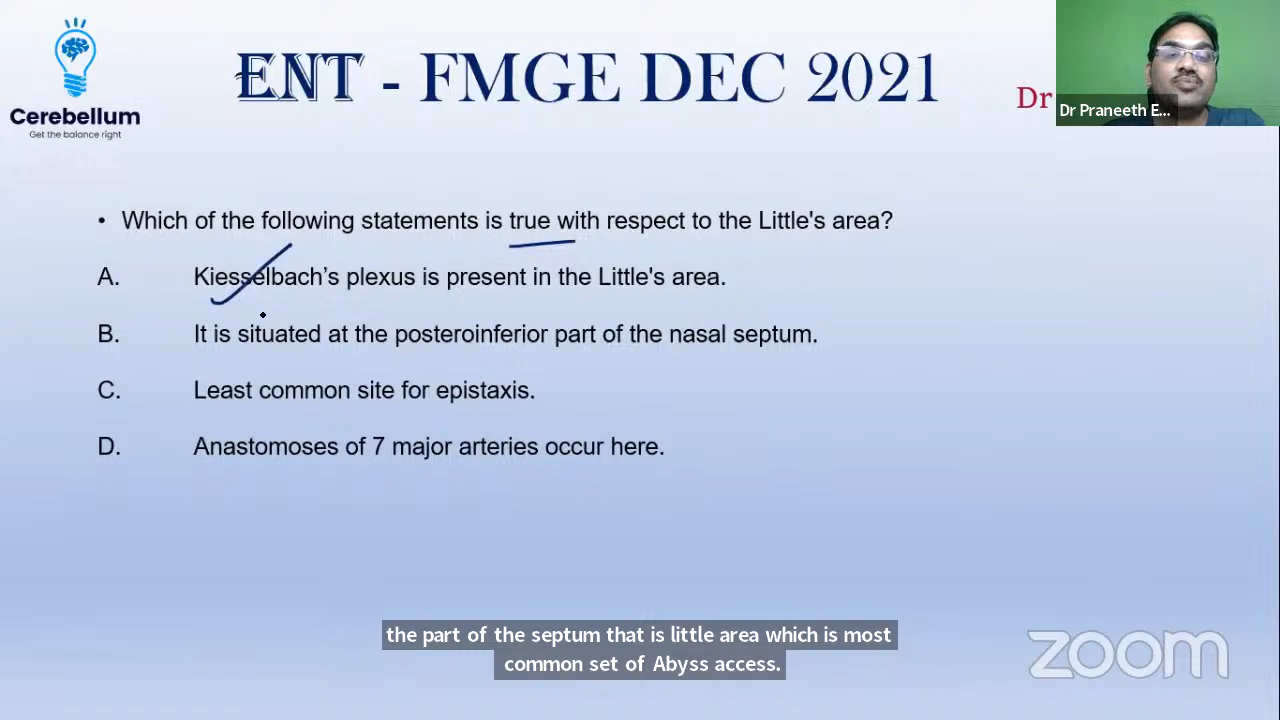 Cerebellum
Get the balance right
ENT - FMGE DEC 2021
Dr
Dr Praneeth E...
• Which of the following statements is true with respect to the Little's area?
A. Kiesselbach’s plexus is present in the Little's area.
B. It is situated at the posteroinferior part of the nasal septum.
C. Least common site for epistaxis.
D. Anastomoses of 7 major arteries occur here.
the part of the septum that is little area which is most
common set of Abyss access.
zoom